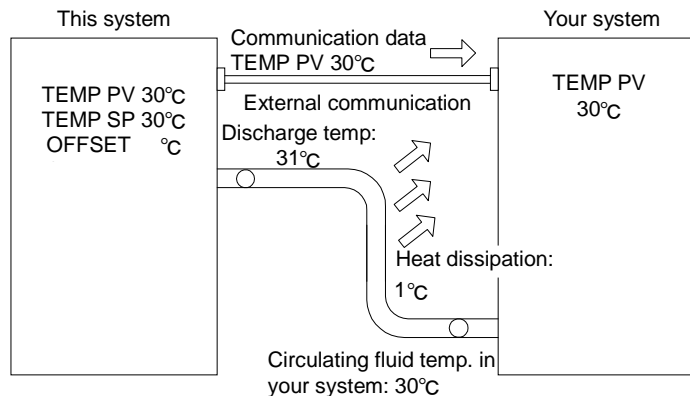 This system
Your system
Communication data
TEMP PV 30℃
TEMP PV 30℃
TEMP SP 30℃
OFFSET ℃
External communication
TEMP PV
30℃
Discharge temp:
31℃
Heat dissipation:
1℃
Circulating fluid temp. in
your system: 30℃